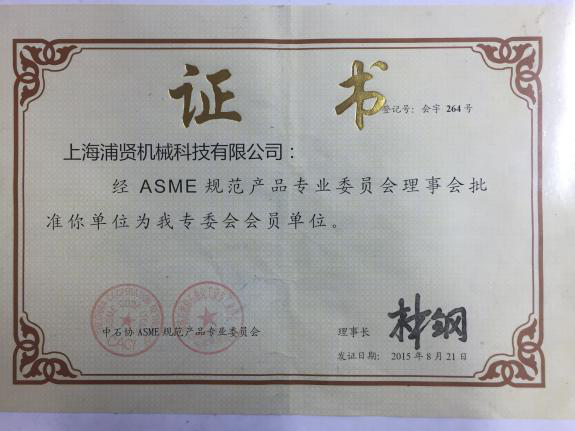 证 书
登记号：会字 264 号
上海浦贤机械科技有限公司：
经 ASME 规范产品专业委员会理事会批
准你单位为我专委会会员单位。
中石协 ASME 规范产品专业委员会
CACI
理事长
发证日期： 2015 年 8 月 21 日